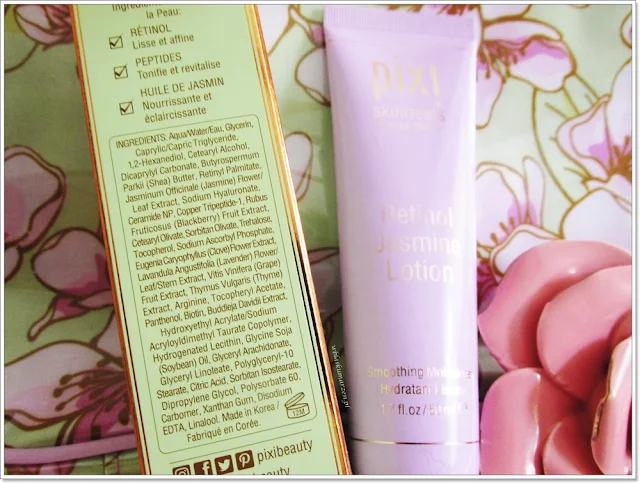 la Peau:
RÉTINOL
Lisse et affine
PEPTIDES
Tonifie et revitalise
HUILE DE JASMIN
Nourrissante et
éclaircissante
INGREDIENTS: Aqua/Water/Eau, Glycerin,
Caprylic/Capric Triglyceride,
1,2-Hexanediol, Cetearyl Alcohol,
Dicaprylyl Carbonate, Butyrospermum
Parkii (Shea) Butter, Retinyl Palmitate,
Jasminum Officinale (Jasmine) Flower/
Leaf Extract, Sodium Hyaluronate,
Ceramide NP, Copper Tripeptide-1, Rubus
Fruticosus (Blackberry) Fruit Extract,
Cetearyl Olivate, Sorbitan Olivate, Trehalose,
Tocopherol, Sodium Ascorbyl Phosphate,
Eugenia Caryophyllus (Clove) Flower Extract,
Lavandula Angustifolia (Lavender) Flower/
Leaf/Stem Extract, Vitis Vinifera (Grape)
Fruit Extract, Thymus Vulgaris (Thyme)
Extract, Arginine, Tocopheryl Acetate,
Panthenol, Biotin, Buddleja Davidii Extract,
Hydroxyethyl Acrylate/Sodium
Acryloyldimethyl Taurate Copolymer,
Hydrogenated Lecithin, Glycine Soja
(Soybean) Oil, Glyceryl Arachidonate,
Glyceryl Linoleate, Polyglyceryl-10
Stearate, Citric Acid, Sorbitan Isostearate,
Dipropylene Glycol, Polysorbate 60,
Carbomer, Xanthan Gum, Disodium
EDTA, Linalool. Made in Korea /
Fabriqué en Corée.
12M
pixibeauty
pixi
skintreats
Retinol
Jasmine
Lotion
Smoothing
Hydratant
1.7 fl.oz/